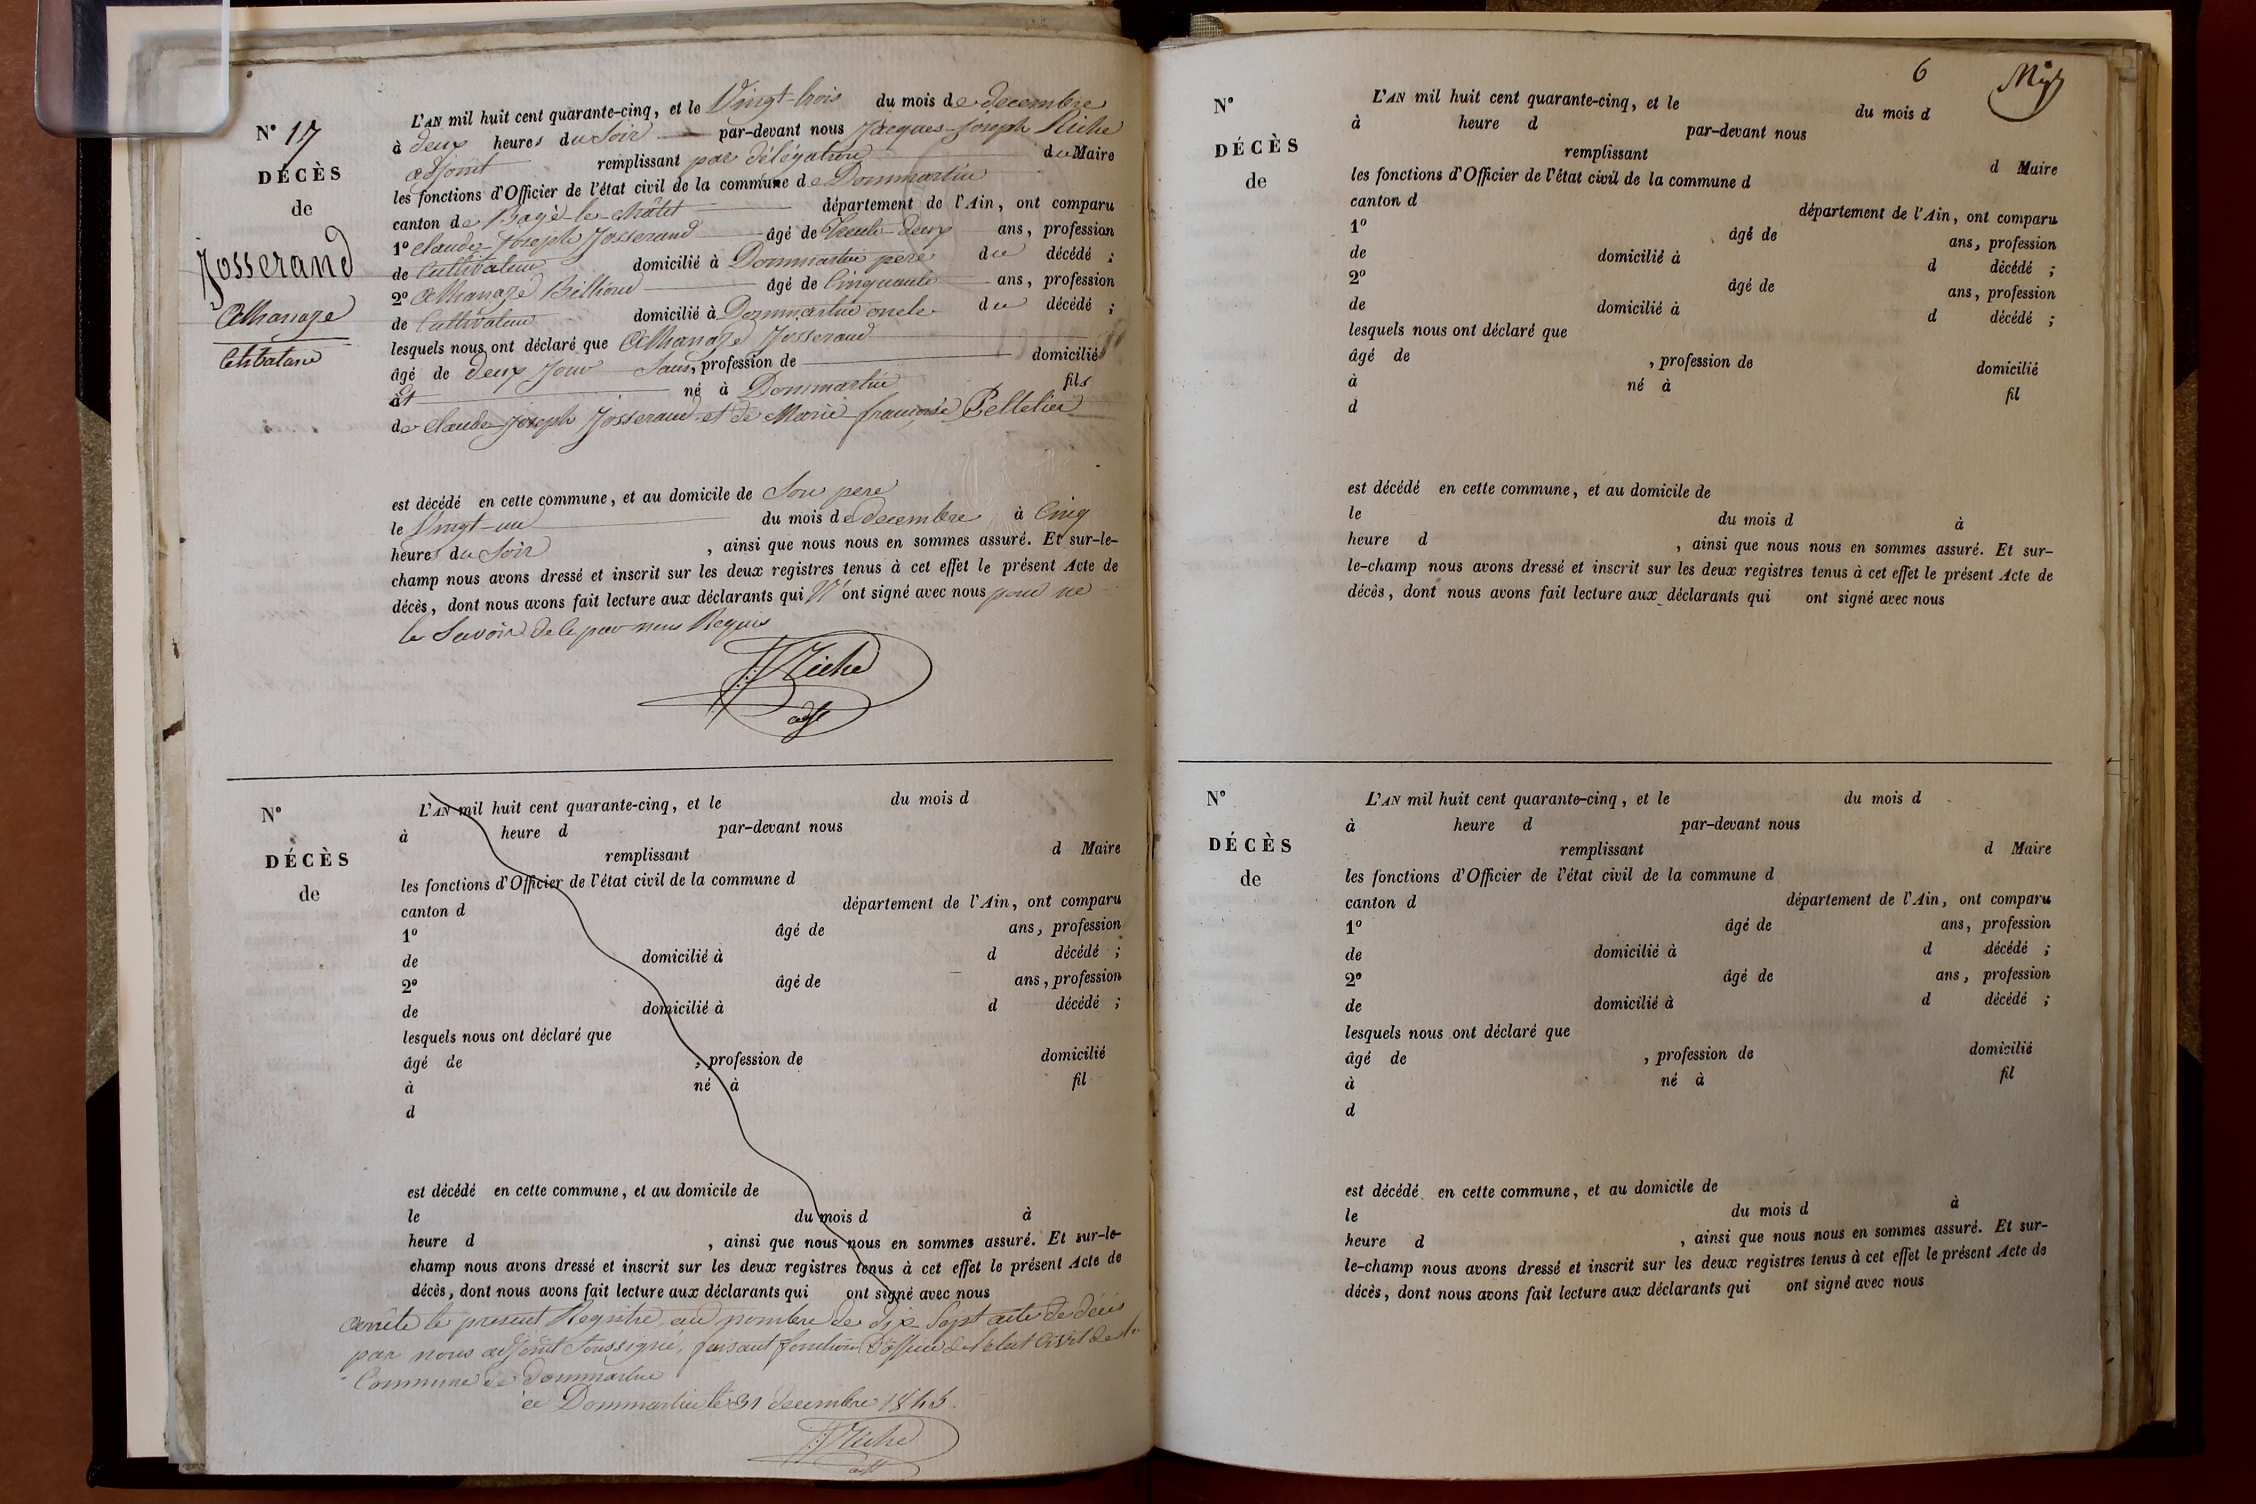 N° 17
DÉCÈS
de
Josserand
Athanaze
Célibataire
L'AN mil huit cent quarante-cinq, et le Vingt-trois du mois de decembre
à deux heures du Soir par-devant nous Jacques-Joseph Riche
adjoint remplissant par délégation du Maire
les fonctions d'Officier de l'état civil de la commune de Dommartin
canton de Bagé-le-châtel département de l'Ain, ont comparu
1° Claude-Joseph Josserand âgé de Trente-deux ans, profession
de Cultivateur domicilié à Dommartin pere du décédé ;
2° Athanaze Billioud âgé de Cinquante ans, profession
de Cultivateur domicilié à Dommartin oncle du décédé ;
lesquels nous ont déclaré que Athanaze Josserand
âgé de deux Jour Sans, profession de domicilié
à né à Dommartin fils
de Claude-Joseph Josserand et de Marie-francoise Pelletier
est décédé en cette commune, et au domicile de Son pere
le Vingt-un du mois de decembre à Cinq
heures du Soir , ainsi que nous nous en sommes assuré. Et sur-le-
champ nous avons dressé et inscrit sur les deux registres tenus à cet effet le présent Acte de
décès, dont nous avons fait lecture aux déclarants qui N'ont signé avec nous pour ne
le Savoir de ce par nous Requis
JJ Riche
adjt
N°
DÉCÈS
de
L'AN mil huit cent quarante-cinq, et le du mois d
à heure d par-devant nous
remplissant d Maire
les fonctions d'Officier de l'état civil de la commune d
canton d département de l'Ain, ont comparu
1° âgé de ans, profession
de domicilié à d décédé ;
2° âgé de ans, profession
de domicilié à d décédé ;
lesquels nous ont déclaré que
âgé de , profession de domicilié
à né à fil
d
est décédé en cette commune, et au domicile de
le du mois d à
heure d , ainsi que nous nous en sommes assuré. Et sur-le-
champ nous avons dressé et inscrit sur les deux registres tenus à cet effet le présent Acte de
décès, dont nous avons fait lecture aux déclarants qui ont signé avec nous
Arrêté le present Registre au nombre de dix Sept acte de décès
par nous adjoint Soussigné, faisant fonction d'officier de l'état Civil de la
Commune de Dommartin
à Dommartin le 31 decembre 1845.
JJ Riche
adjt
6
N°
DÉCÈS
de
L'AN mil huit cent quarante-cinq, et le du mois d
à heure d par-devant nous
remplissant d Maire
les fonctions d'Officier de l'état civil de la commune d
canton d département de l'Ain, ont comparu
1° âgé de ans, profession
de domicilié à d décédé ;
2° âgé de ans, profession
de domicilié à d décédé ;
lesquels nous ont déclaré que
âgé de , profession de domicilié
à né à fil
d
est décédé en cette commune, et au domicile de
le du mois d à
heure d , ainsi que nous nous en sommes assuré. Et sur-
le-champ nous avons dressé et inscrit sur les deux registres tenus à cet effet le présent Acte de
décès, dont nous avons fait lecture aux déclarants qui ont signé avec nous
N°
DÉCÈS
de
L'AN mil huit cent quarante-cinq, et le du mois d
à heure d par-devant nous
remplissant d Maire
les fonctions d'Officier de l'état civil de la commune d
canton d département de l'Ain, ont comparu
1° âgé de ans, profession
de domicilié à d décédé ;
2° âgé de ans, profession
de domicilié à d décédé ;
lesquels nous ont déclaré que
âgé de , profession de domicilié
à né à fil
d
est décédé en cette commune, et au domicile de
le du mois d à
heure d , ainsi que nous nous en sommes assuré. Et sur-
le-champ nous avons dressé et inscrit sur les deux registres tenus à cet effet le présent Acte de
décès, dont nous avons fait lecture aux déclarants qui ont signé avec nous